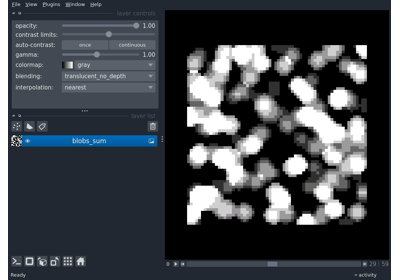 File View Plugins Window Help
layer controls
opacity: 1.00
contrast limits:
auto-contrast: once continuous
gamma: 1.00
colormap: gray
blending: translucent_no_depth
interpolation: nearest
layer list
blobs_sum
29 59
Ready activity